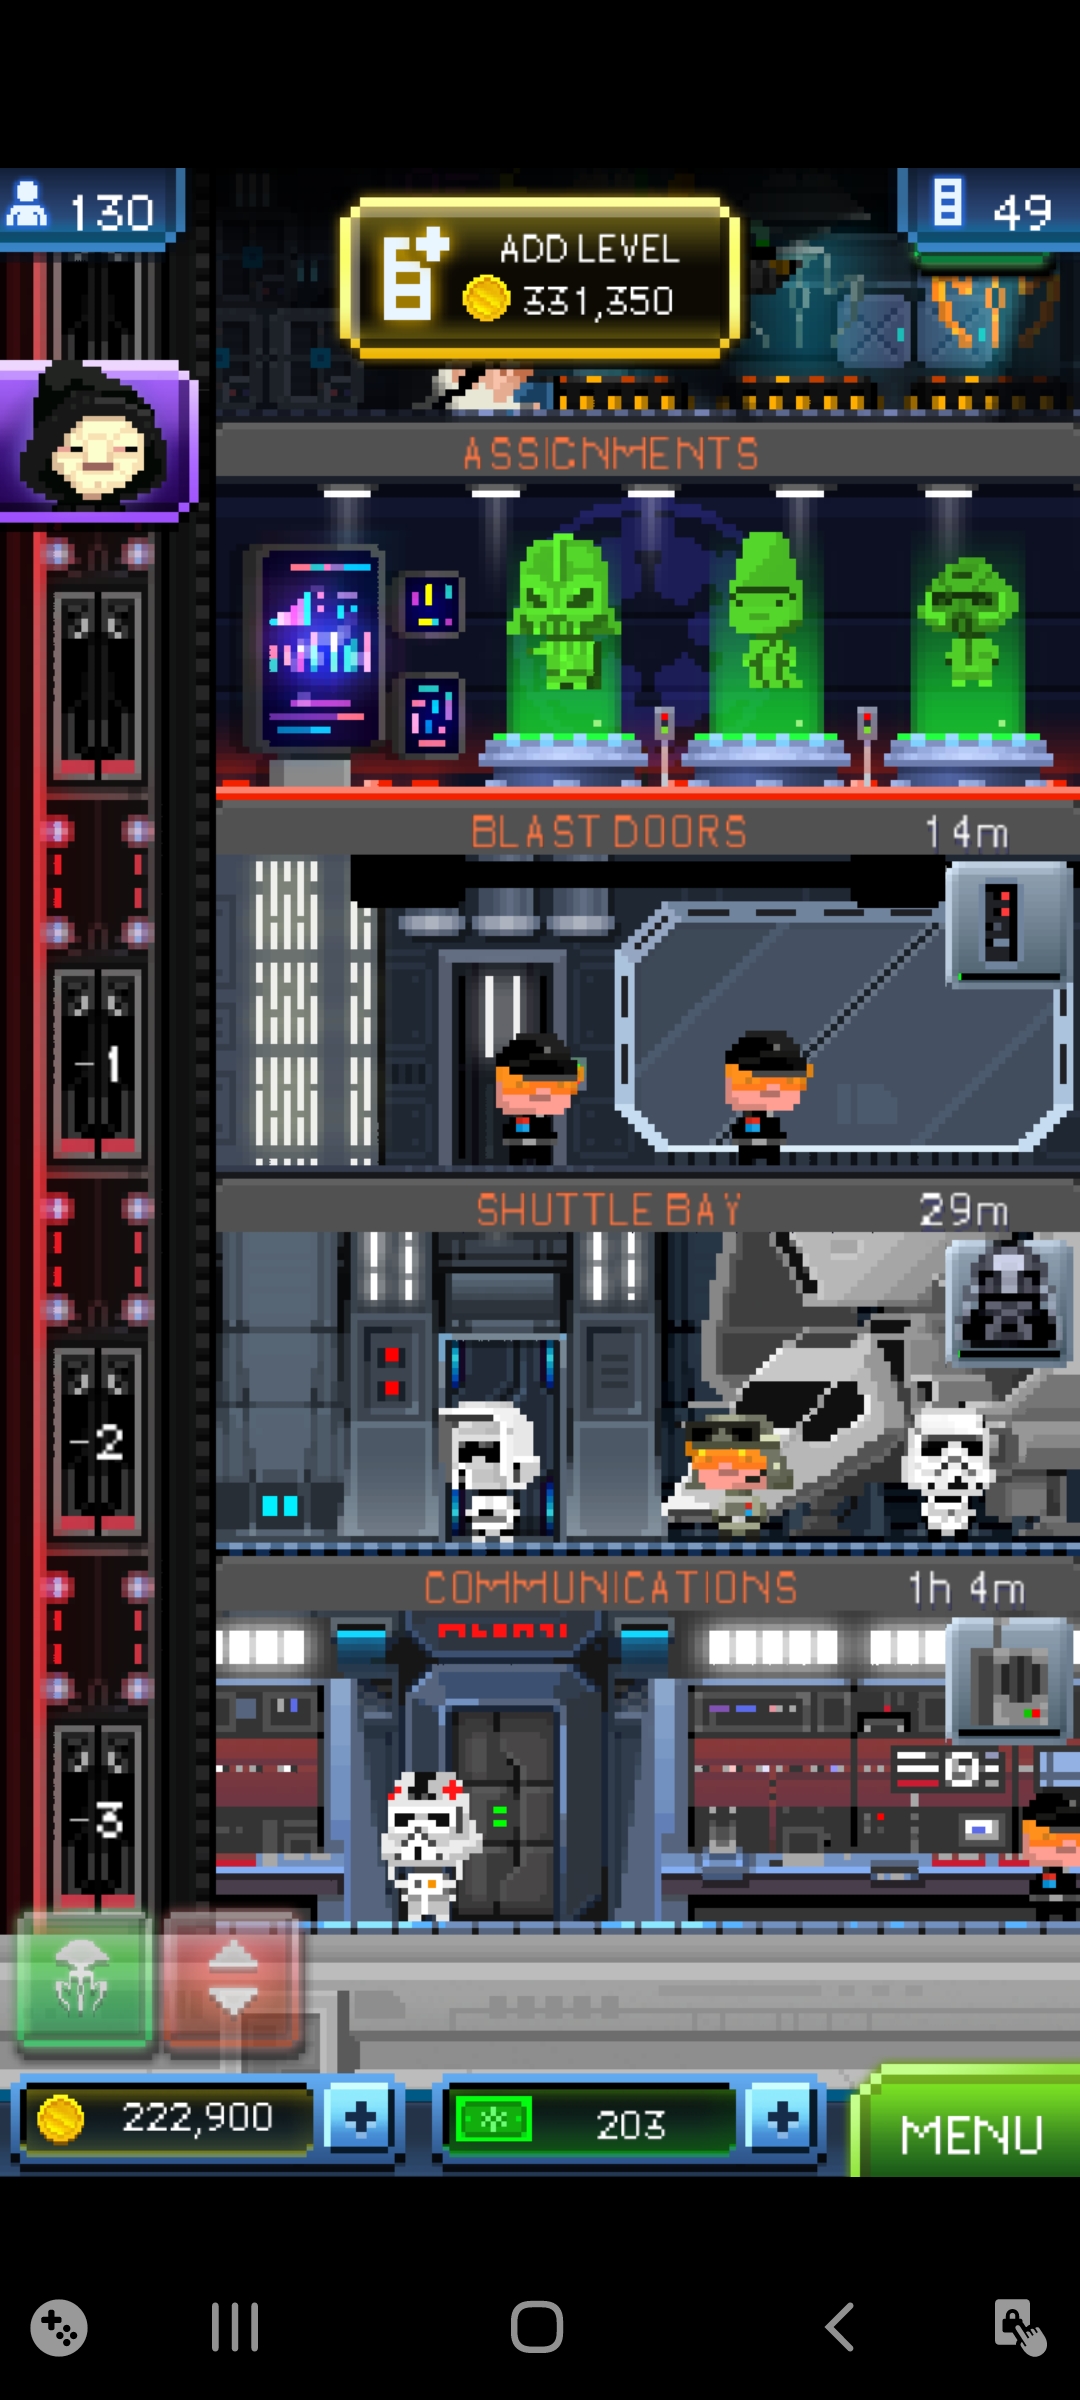 130
ADD LEVEL
331,350
49
ASSIGNMENTS
BLAST DOORS
14m
-1
SHUTTLE BAY
29m
-2
COMMUNICATIONS
1h 4m
-3
222,900
203
MENU